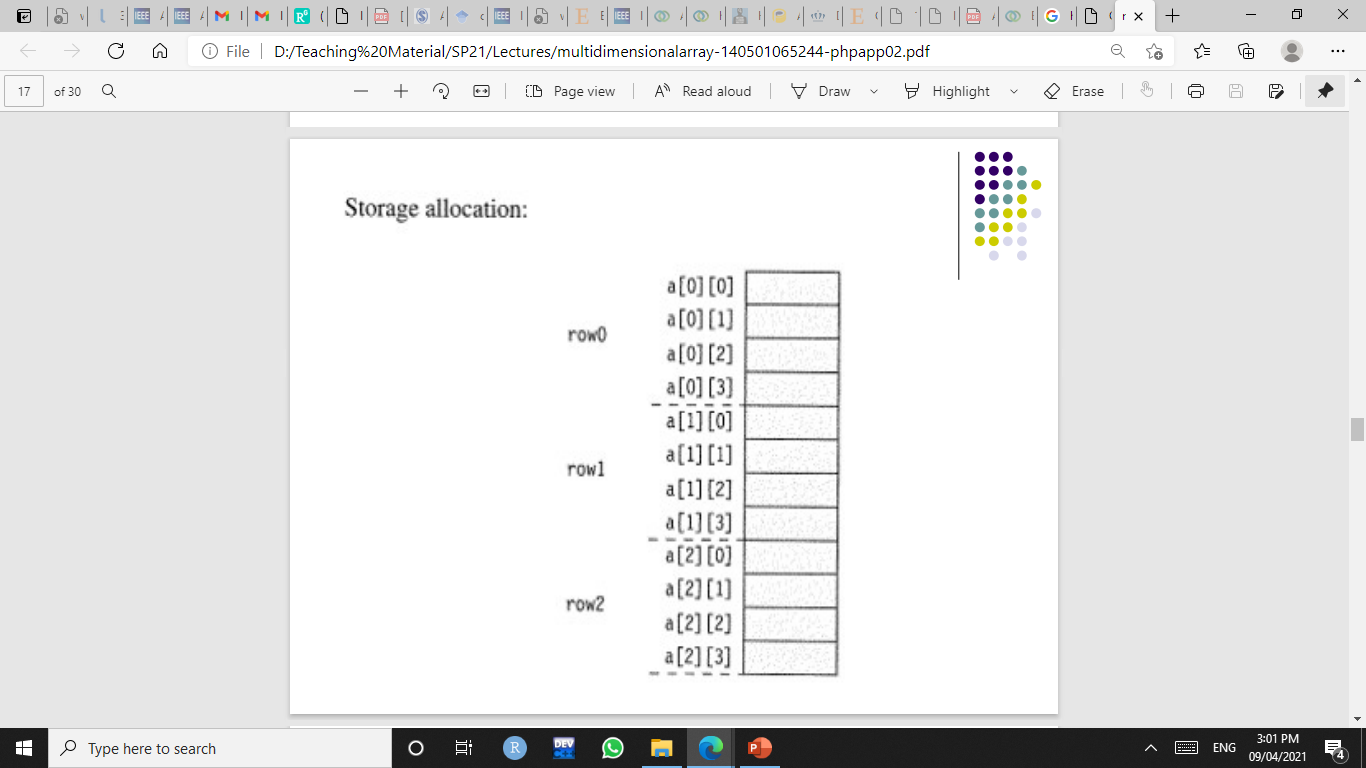 File
D:/Teaching%20Material/SP21/Lectures/multidimensionalarray-140501065244-phpapp02.pdf
17
of 30
Page view
Read aloud
Draw
Highlight
Erase
Storage allocation:
a[0][0]
a[0][1]
row0
a[0][2]
a[0][3]
a[1][0]
a[1][1]
row1
a[1][2]
a[1][3]
a[2][0]
a[2][1]
row2
a[2][2]
a[2][3]
Type here to search
R
DEV
ENG
3:01 PM
09/04/2021
4